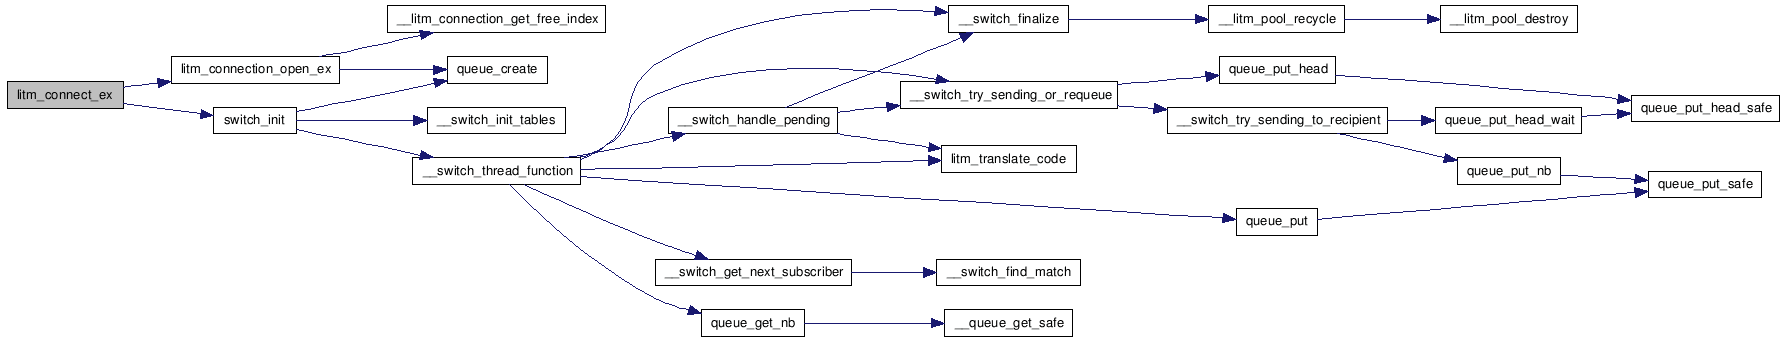 __litm_connection_get_free_index
__switch_finalize
__litm_pool_recycle
__litm_pool_destroy
litm_connection_open_ex
queue_create
queue_put_head
litm_connect_ex
__switch_try_sending_or_requeue
queue_put_head_safe
switch_init
__switch_init_tables
__switch_handle_pending
__switch_try_sending_to_recipient
queue_put_head_wait
litm_translate_code
__switch_thread_function
queue_put_nb
queue_put_safe
queue_put
__switch_get_next_subscriber
__switch_find_match
queue_get_nb
__queue_get_safe